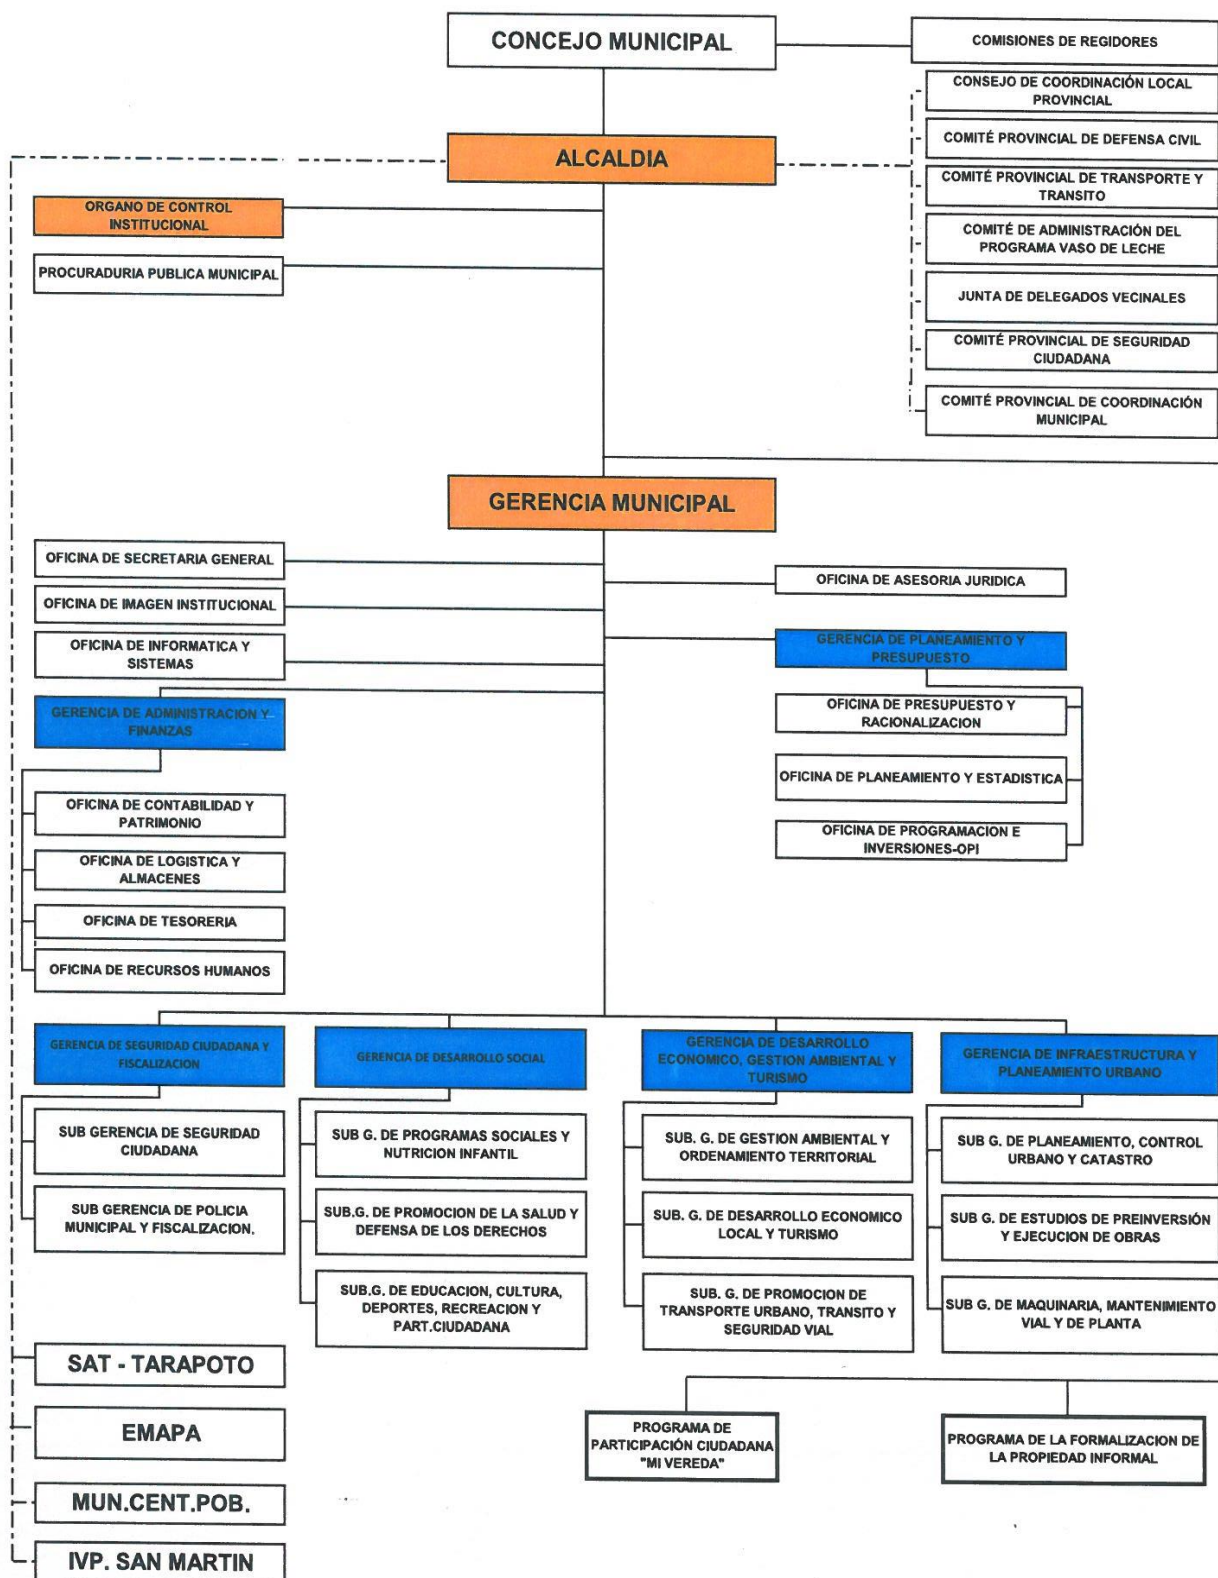 CONCEJO MUNICIPAL
COMISIONES DE REGIDORES
CONSEJO DE COORDINACIÓN LOCAL
PROVINCIAL
COMITÉ PROVINCIAL DE DEFENSA CIVIL
ALCALDIA
COMITÉ PROVINCIAL DE TRANSPORTE Y
TRANSITO
ORGANO DE CONTROL
INSTITUCIONAL
COMITÉ DE ADMINISTRACIÓN DEL
PROGRAMA VASO DE LECHE
PROCURADURIA PUBLICA MUNICIPAL
JUNTA DE DELEGADOS VECINALES
COMITÉ PROVINCIAL DE SEGURIDAD
CIUDADANA
COMITÉ PROVINCIAL DE COORDINACIÓN
MUNICIPAL
GERENCIA MUNICIPAL
OFICINA DE SECRETARIA GENERAL
OFICINA DE ASESORIA JURIDICA
OFICINA DE IMAGEN INSTITUCIONAL
OFICINA DE INFORMATICA Y
SISTEMAS
GERENCIA DE PLANEAMIENTO Y
PRESUPUESTO
GERENCIA DE ADMINISTRACION Y
FINANZAS
OFICINA DE PRESUPUESTO Y
RACIONALIZACION
OFICINA DE PLANEAMIENTO Y ESTADISTICA
OFICINA DE PROGRAMACION E
INVERSIONES-OPI
OFICINA DE CONTABILIDAD Y
PATRIMONIO
OFICINA DE LOGISTICA Y
ALMACENES
OFICINA DE TESORERIA
OFICINA DE RECURSOS HUMANOS
GERENCIA DE SEGURIDAD CIUDADANA Y
FISCALIZACION
SUB GERENCIA DE SEGURIDAD
CIUDADANA
SUB GERENCIA DE POLICIA
MUNICIPAL Y FISCALIZACION.
GERENCIA DE DESARROLLO SOCIAL
SUB G. DE PROGRAMAS SOCIALES Y
NUTRICION INFANTIL
SUB.G. DE PROMOCION DE LA SALUD Y
DEFENSA DE LOS DERECHOS
SUB.G. DE EDUCACION, CULTURA,
DEPORTES, RECREACION Y
PART.CIUDADANA
GERENCIA DE DESARROLLO
ECONOMICO, GESTION AMBIENTAL Y
TURISMO
SUB. G. DE GESTION AMBIENTAL Y
ORDENAMIENTO TERRITORIAL
SUB. G. DE DESARROLLO ECONOMICO
LOCAL Y TURISMO
SUB. G. DE PROMOCION DE
TRANSPORTE URBANO, TRANSITO Y
SEGURIDAD VIAL
GERENCIA DE INFRAESTRUCTURA Y
PLANEAMIENTO URBANO
SUB G. DE PLANEAMIENTO, CONTROL
URBANO Y CATASTRO
SUB G. DE ESTUDIOS DE PREINVERSIÓN
Y EJECUCION DE OBRAS
SUB G. DE MAQUINARIA, MANTENIMIENTO
VIAL Y DE PLANTA
SAT - TARAPOTO
EMAPA
MUN.CENT.POB.
IVP. SAN MARTIN
PROGRAMA DE
PARTICIPACIÓN CIUDADANA
"MI VEREDA"
PROGRAMA DE LA FORMALIZACION DE
LA PROPIEDAD INFORMAL